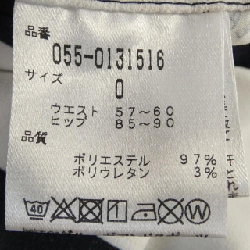 品番
055-0131516
サイズ
0
ウエスト 57～60
ヒップ 85～90
品質
ポリエステル 97%
ポリウレタン 3%
40 W